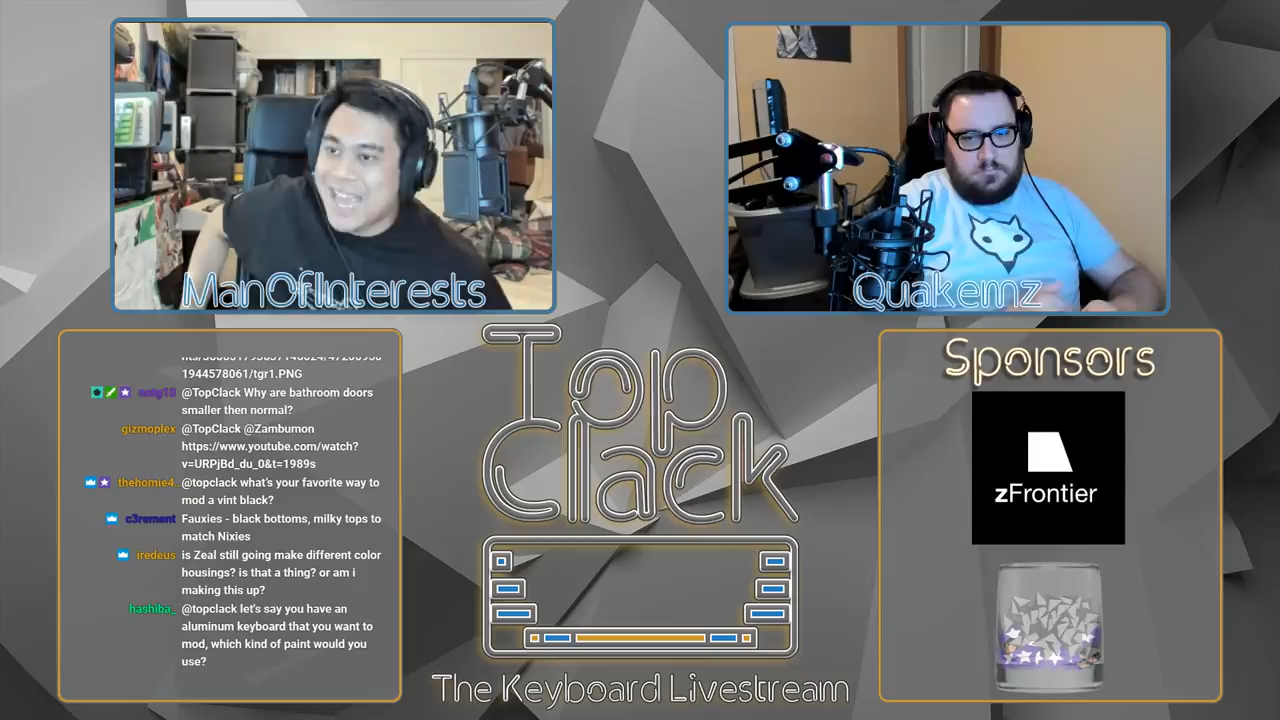 ManOfInterests
Quakemz
1944578061/tgr1.PNG
@TopClack Why are bathroom doors
smaller then normal?
gizmoplex @TopClack @Zambumon
https://www.youtube.com/watch?
v=URPjBd_du_0&t=1989s
thehomie4. @topclack what's your favorite way to
mod a vint black?
c3rement Fauxies - black bottoms, milky tops to
match Nixies
iredeus is Zeal still going make different color
housings? is that a thing? or am i
making this up?
hashiba_ @topclack let's say you have an
aluminum keyboard that you want to
mod, which kind of paint would you
use?
Top
Clack
The Keyboard Livestream
Sponsors
zFrontier